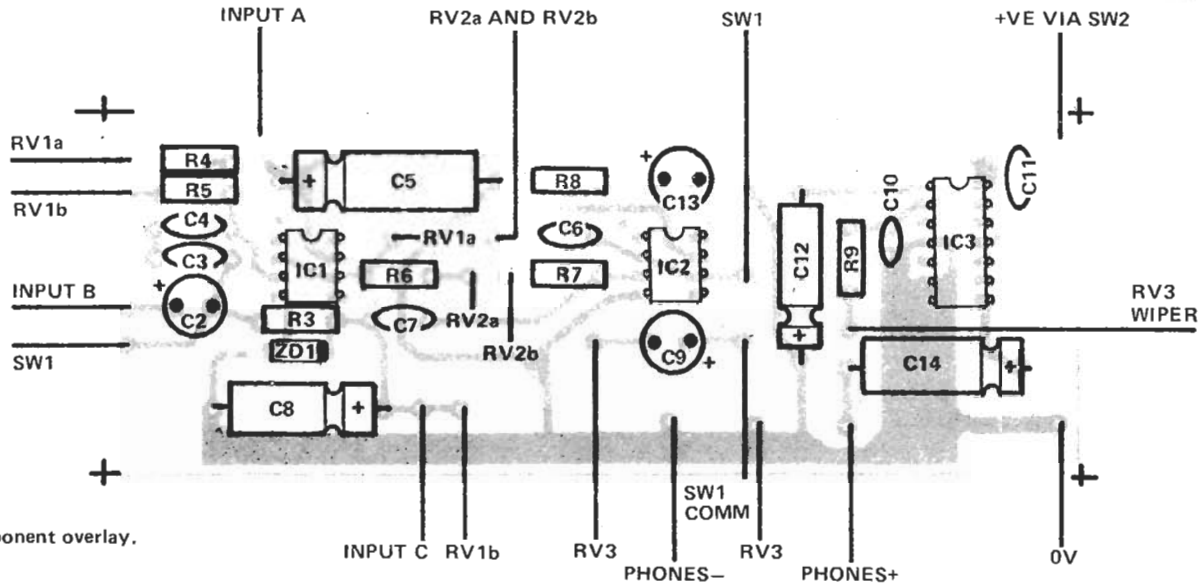 INPUT A
RV2a AND RV2b
SW1
+VE VIA SW2
RV1a
RV1b
INPUT B
SW1
R4
R5
C4
C3
+
C2
+
C5
IC1
R3
ZD1
C8
+
RV1a
R6
C7
RV2a
RV2b
R8
C6
R7
+
C13
IC2
C9
+
C12
+
R9
C10
IC3
C11
C14
+
RV3
WIPER
ponent overlay.
INPUT C
RV1b
RV3
PHONES–
SW1
COMM
RV3
PHONES+
0V